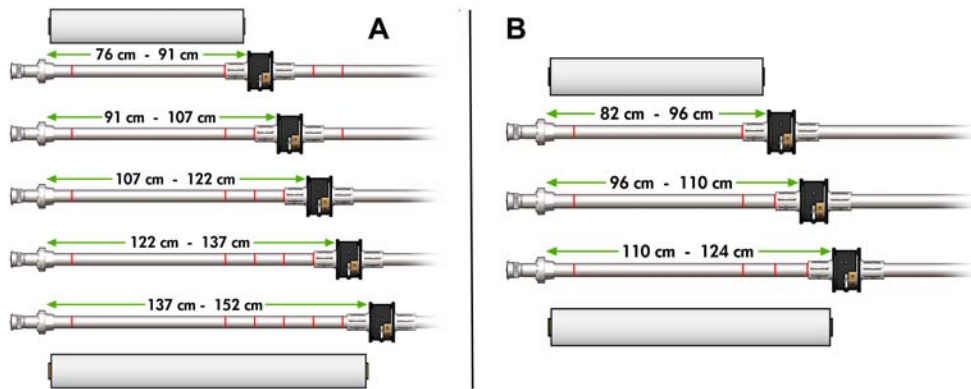 A
76 cm - 91 cm
91 cm - 107 cm
107 cm - 122 cm
122 cm - 137 cm
137 cm - 152 cm
B
82 cm - 96 cm
96 cm - 110 cm
110 cm - 124 cm